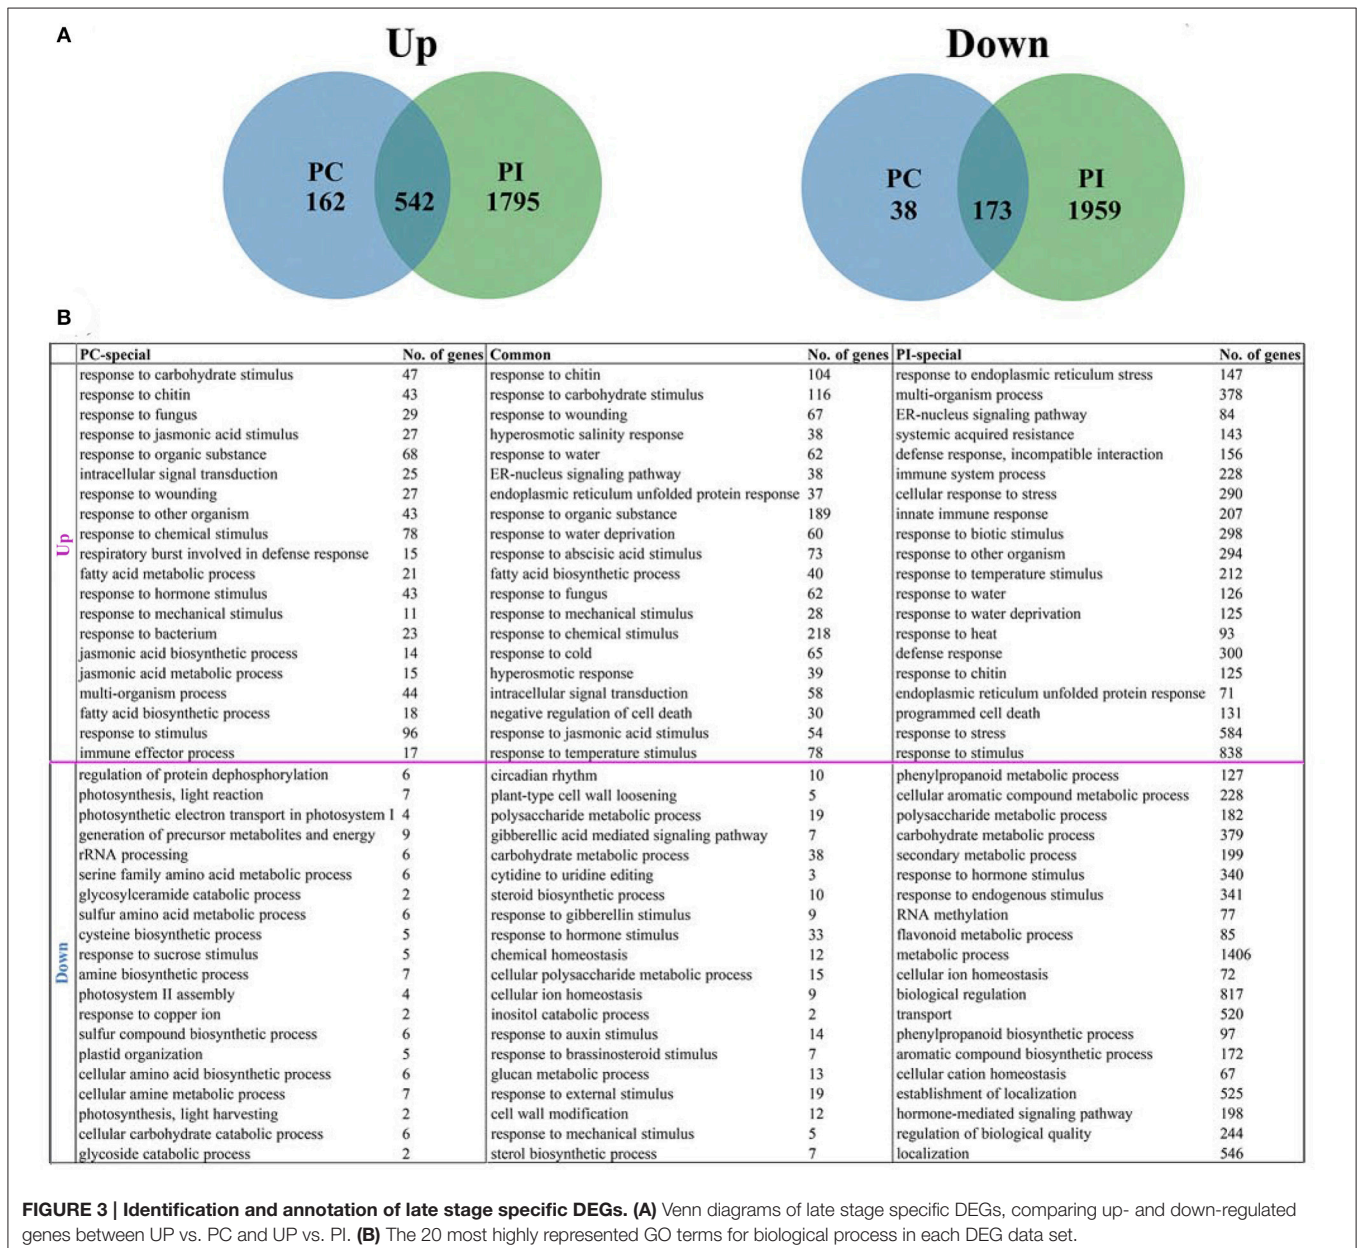 A
Up
Down
PC
162
542
PI
1795
PC
38
173
PI
1959
B
PC-special No. of genes Common No. of genes PI-special No. of genes
Up
response to carbohydrate stimulus 47 response to chitin 104 response to endoplasmic reticulum stress 147
response to chitin 43 response to carbohydrate stimulus 116 multi-organism process 378
response to fungus 29 response to wounding 67 ER-nucleus signaling pathway 84
response to jasmonic acid stimulus 27 hyperosmotic salinity response 38 systemic acquired resistance 143
response to organic substance 68 response to water 62 defense response, incompatible interaction 156
intracellular signal transduction 25 ER-nucleus signaling pathway 38 immune system process 228
response to wounding 27 endoplasmic reticulum unfolded protein response 37 cellular response to stress 290
response to other organism 43 response to organic substance 189 innate immune response 207
response to chemical stimulus 78 response to water deprivation 60 response to biotic stimulus 298
respiratory burst involved in defense response 15 response to abscisic acid stimulus 73 response to other organism 294
fatty acid metabolic process 21 fatty acid biosynthetic process 40 response to temperature stimulus 212
response to hormone stimulus 43 response to fungus 62 response to water 126
response to mechanical stimulus 11 response to mechanical stimulus 28 response to water deprivation 125
response to bacterium 23 response to chemical stimulus 218 response to heat 93
jasmonic acid biosynthetic process 14 response to cold 65 defense response 300
jasmonic acid metabolic process 15 hyperosmotic response 39 response to chitin 125
multi-organism process 44 intracellular signal transduction 58 endoplasmic reticulum unfolded protein response 71
fatty acid biosynthetic process 18 negative regulation of cell death 30 programmed cell death 131
response to stimulus 96 response to jasmonic acid stimulus 54 response to stress 584
immune effector process 17 response to temperature stimulus 78 response to stimulus 838
Down
regulation of protein dephosphorylation 6 circadian rhythm 10 phenylpropanoid metabolic process 127
photosynthesis, light reaction 7 plant-type cell wall loosening 5 cellular aromatic compound metabolic process 228
photosynthetic electron transport in photosystem I 4 polysaccharide metabolic process 19 polysaccharide metabolic process 182
generation of precursor metabolites and energy 9 gibberellic acid mediated signaling pathway 7 carbohydrate metabolic process 379
rRNA processing 6 carbohydrate metabolic process 38 secondary metabolic process 199
serine family amino acid metabolic process 6 cytidine to uridine editing 3 response to hormone stimulus 340
glycosylceramide catabolic process 2 steroid biosynthetic process 10 response to endogenous stimulus 341
sulfur amino acid metabolic process 6 response to gibberellin stimulus 9 RNA methylation 77
cysteine biosynthetic process 5 response to hormone stimulus 33 flavonoid metabolic process 85
response to sucrose stimulus 5 chemical homeostasis 12 metabolic process 1406
amine biosynthetic process 7 cellular polysaccharide metabolic process 15 cellular ion homeostasis 72
photosystem II assembly 4 cellular ion homeostasis 9 biological regulation 817
response to copper ion 2 inositol catabolic process 2 transport 520
sulfur compound biosynthetic process 6 response to auxin stimulus 14 phenylpropanoid biosynthetic process 97
plastid organization 5 response to brassinosteroid stimulus 7 aromatic compound biosynthetic process 172
cellular amino acid biosynthetic process 6 glucan metabolic process 13 cellular cation homeostasis 67
cellular amine metabolic process 7 response to external stimulus 19 establishment of localization 525
photosynthesis, light harvesting 2 cell wall modification 12 hormone-mediated signaling pathway 198
cellular carbohydrate catabolic process 6 response to mechanical stimulus 5 regulation of biological quality 244
glycoside catabolic process 2 sterol biosynthetic process 7 localization 546
FIGURE 3 | Identification and annotation of late stage specific DEGs. (A) Venn diagrams of late stage specific DEGs, comparing up- and down-regulated
genes between UP vs. PC and UP vs. PI. (B) The 20 most highly represented GO terms for biological process in each DEG data set.